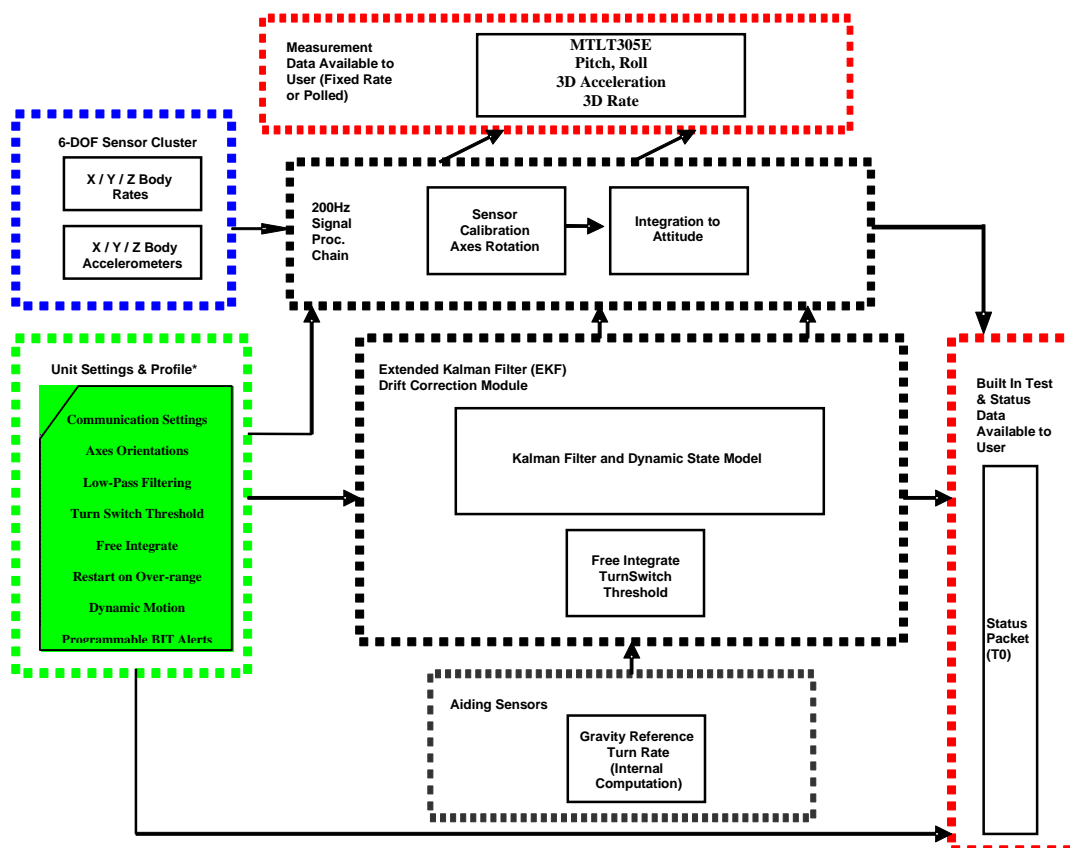 Measurement
Data Available to
User (Fixed Rate
or Polled)
MTLT305E
Pitch, Roll
3D Acceleration
3D Rate
6-DOF Sensor Cluster
X / Y / Z Body
Rates
X / Y / Z Body
Accelerometers
200Hz
Signal
Proc.
Chain
Sensor
Calibration
Axes Rotation
Integration to
Attitude
Unit Settings & Profile*
Communication Settings
Axes Orientations
Low-Pass Filtering
Turn Switch Threshold
Free Integrate
Restart on Over-range
Dynamic Motion
Programmable BIT Alerts
Extended Kalman Filter (EKF)
Drift Correction Module
Kalman Filter and Dynamic State Model
Free Integrate
TurnSwitch
Threshold
Aiding Sensors
Gravity Reference
Turn Rate
(Internal
Computation)
Built In Test
& Status
Data
Available to
User
Status
Packet
(T0)